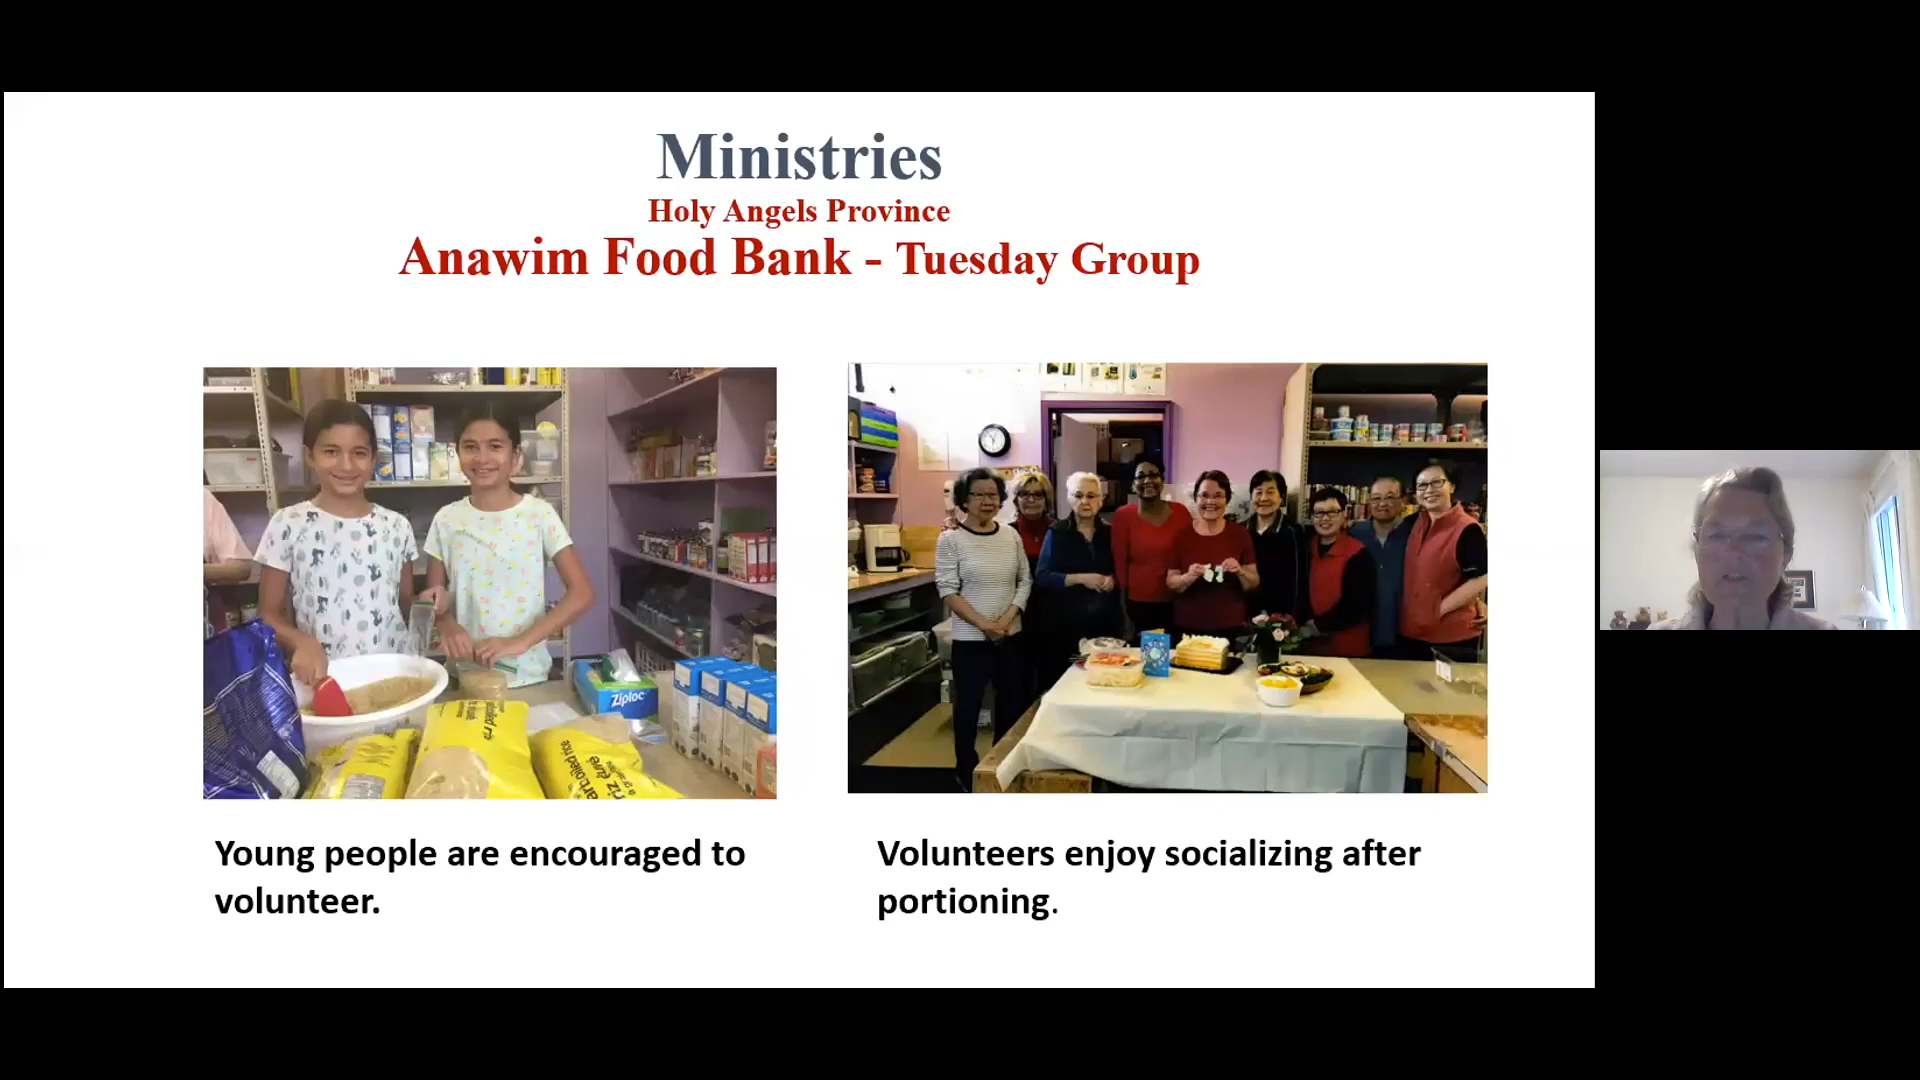 Ministries
Holy Angels Province
Anawim Food Bank - Tuesday Group
Ziploc
Young people are encouraged to
volunteer.
Volunteers enjoy socializing after
portioning.